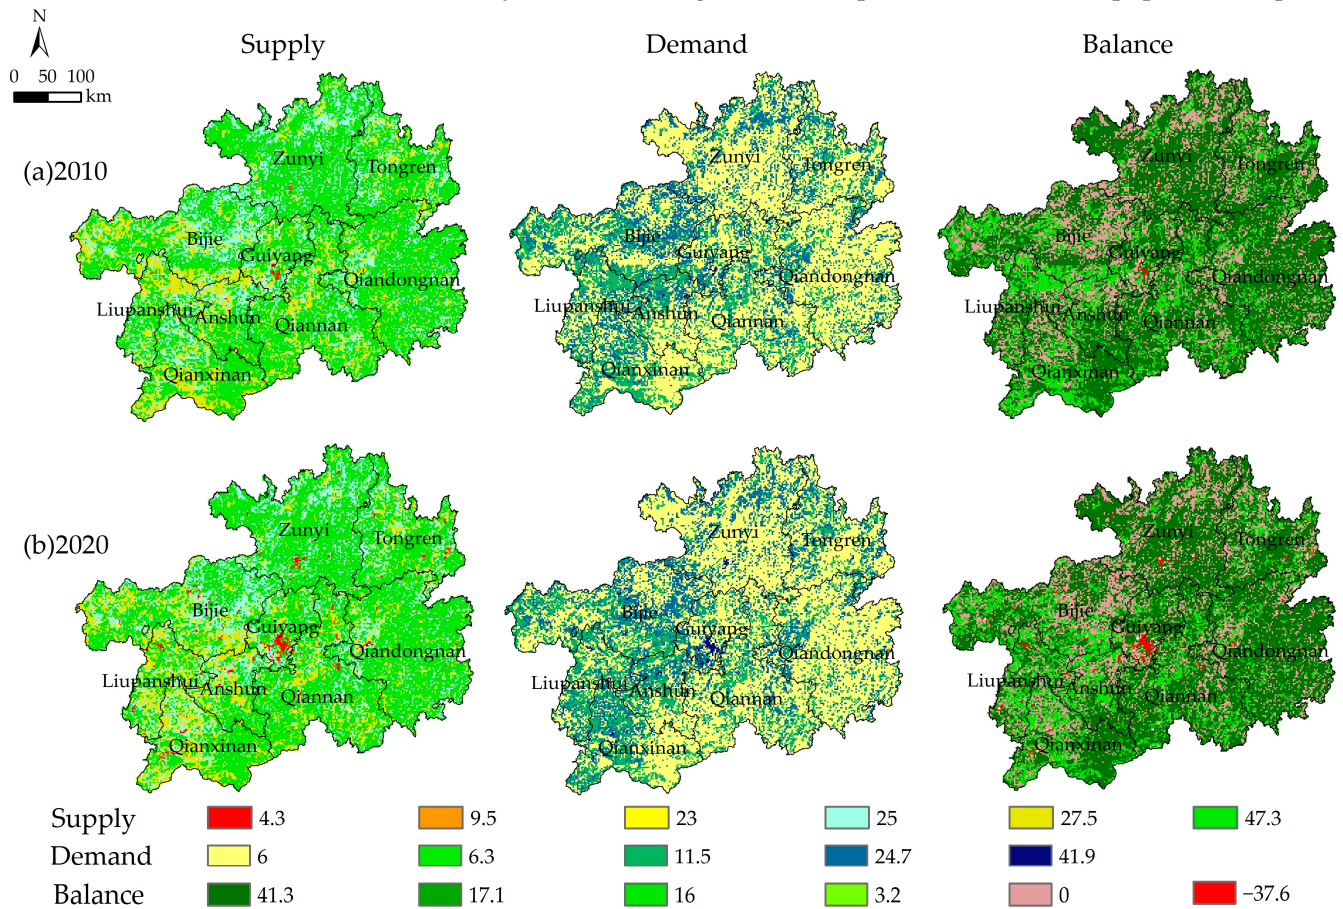 N
0 50 100
km
Supply
Demand
Balance
(a)2010
Zunyi
Tongren
Bijie
Guiyang
Qiandongnan
Liupanshui
Anshun
Qiannan
Qianxinan
Zunyi
Tongren
Bijie
Guiyang
Qiandongnan
Liupanshui
Anshun
Qiannan
Qianxinan
Zunyi
Tongren
Bijie
Guiyang
Qiandongnan
Liupanshui
Anshun
Qiannan
Qianxinan
(b)2020
Zunyi
Tongren
Bijie
Guiyang
Qiandongnan
Liupanshui
Anshun
Qiannan
Qianxinan
Zunyi
Tongren
Bijie
Guiyang
Qiandongnan
Liupanshui
Anshun
Qiannan
Qianxinan
Zunyi
Tongren
Bijie
Guiyang
Qiandongnan
Liupanshui
Anshun
Qiannan
Qianxinan
Supply 4.3 9.5 23 25 27.5 47.3
Demand 6 6.3 11.5 24.7 41.9
Balance 41.3 17.1 16 3.2 0 −37.6